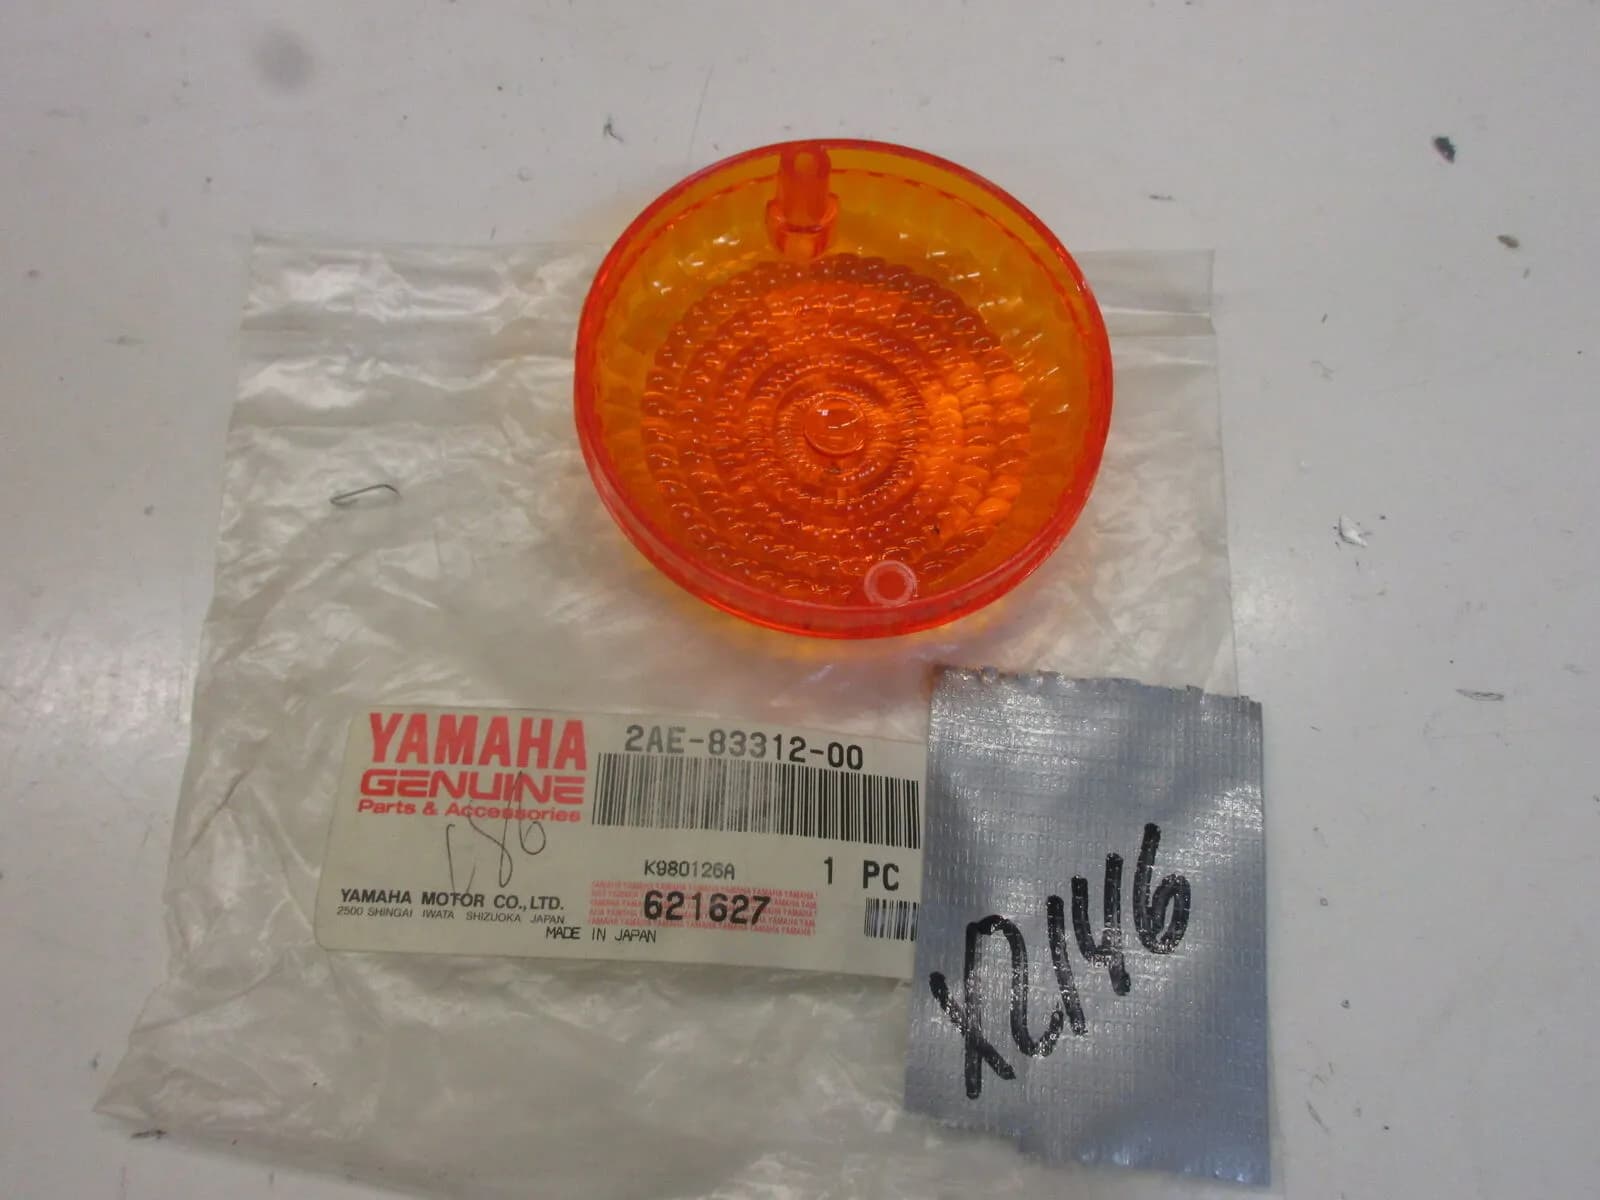 YAMAHA
GENUINE
Parts & Accessories
2AE-83312-00
186
K980126A
1 PC
YAMAHA MOTOR CO., LTD.
2500 SHINGAI IWATA SHIZUOKA JAPAN
621627
MADE IN JAPAN
X2146